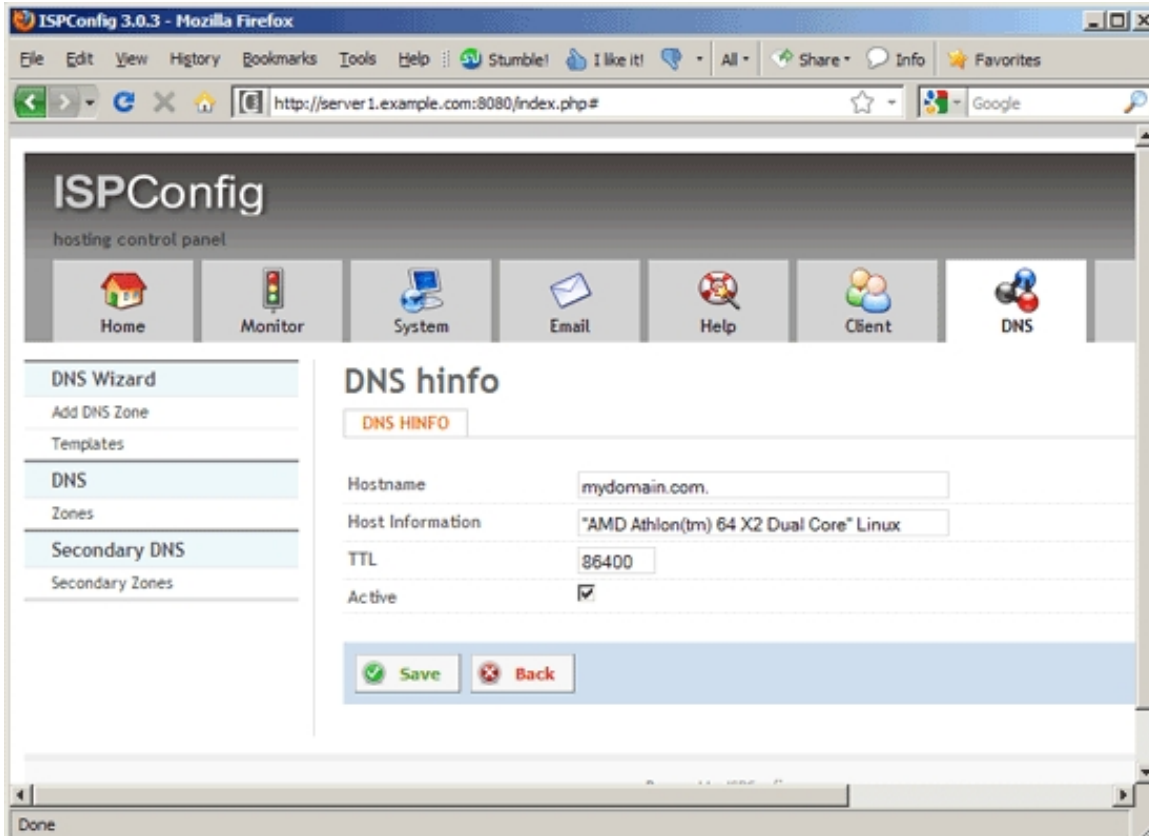 ISPConfig 3.0.3 - Mozilla Firefox
File Edit View History Bookmarks Tools Help Stumble! I like it! All Share Info Favorites
http://server1.example.com:8080/index.php# Google
ISPConfig
hosting control panel
Home Monitor System Email Help Client DNS
DNS Wizard
Add DNS Zone
Templates
DNS
Zones
Secondary DNS
Secondary Zones
DNS hinfo
DNS HINFO
Hostname mydomain.com.
Host Information "AMD Athlon(tm) 64 X2 Dual Core" Linux
TTL 86400
Active
Save Back
Done